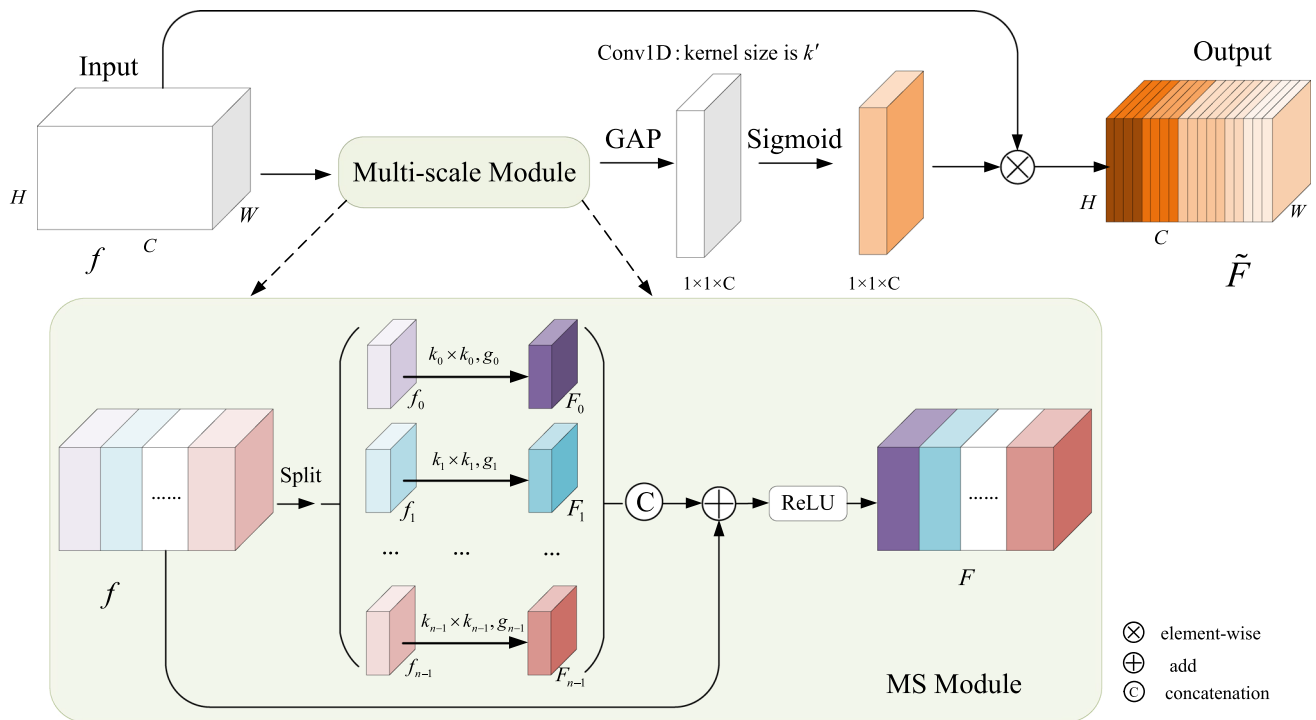 Input
Conv1D : kernel size is k′
Output
H
W
C
f
Multi-scale Module
GAP
Sigmoid
1×1×C
1×1×C
H
W
C
F̃
f
Split
k₀ × k₀, g₀
f₀
F₀
k₁ × k₁, g₁
f₁
F₁
... ... ...
kₙ₋₁ × kₙ₋₁, gₙ₋₁
fₙ₋₁
Fₙ₋₁
......
C
ReLU
......
F
MS Module
element-wise
add
C concatenation